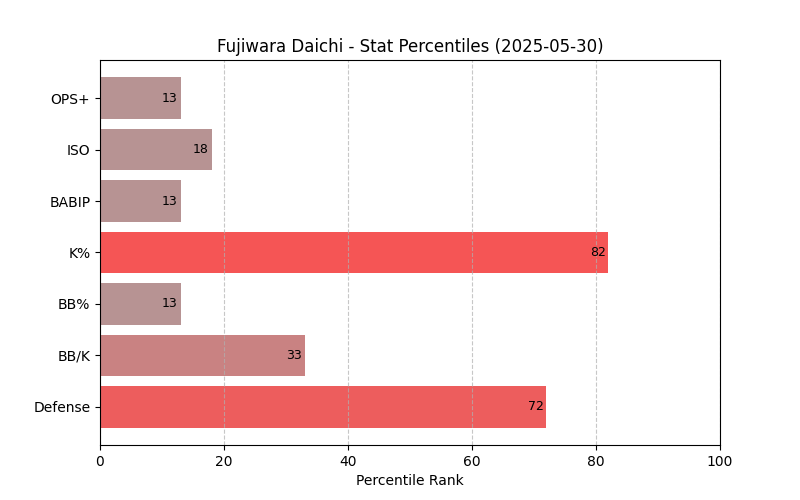 Fujiwara Daichi - Stat Percentiles (2025-05-30)
OPS+ 13
ISO 18
BABIP 13
K% 82
BB% 13
BB/K 33
Defense 72
0 20 40 60 80 100
Percentile Rank